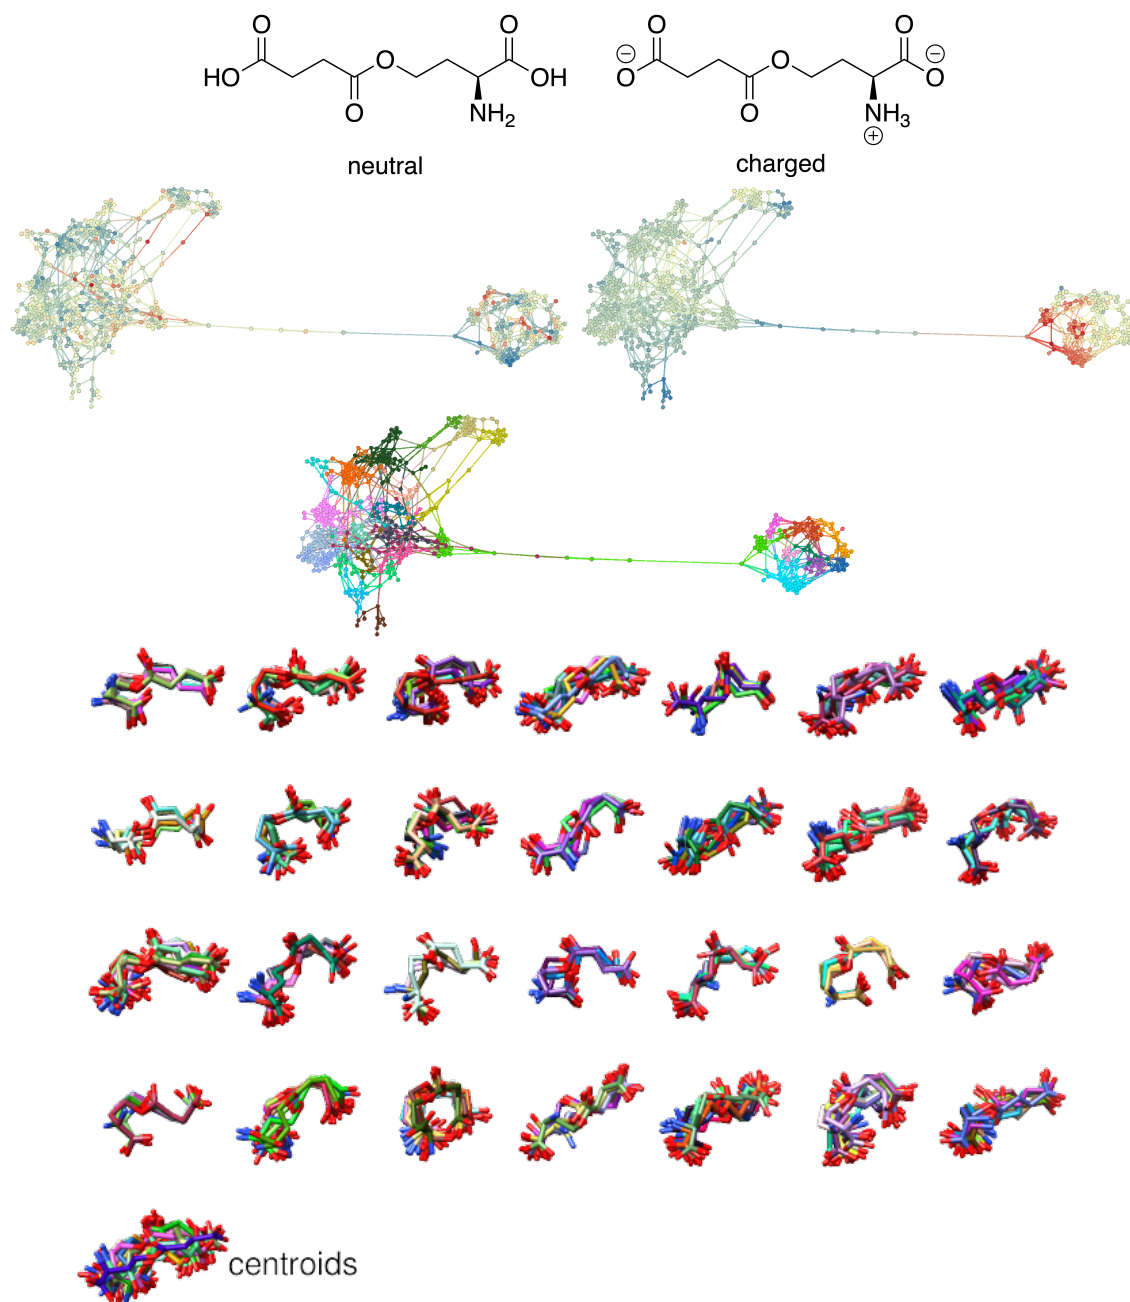 O O O O
HO O OH ⊖ O O O ⊖
O NH2 O NH3
⊕
neutral charged
centroids